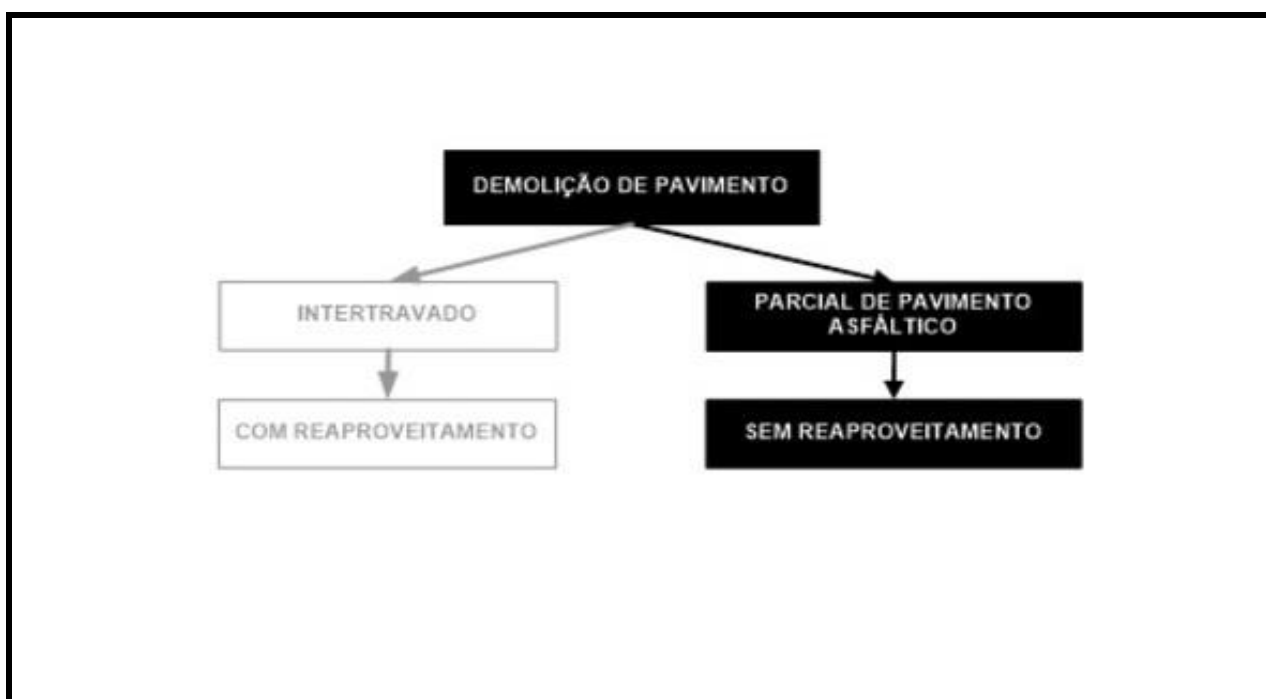 DEMOLIÇÃO DE PAVIMENTO
INTERTRAVADO
PARCIAL DE PAVIMENTO
ASFÁLTICO
COM REAPROVEITAMENTO
SEM REAPROVEITAMENTO